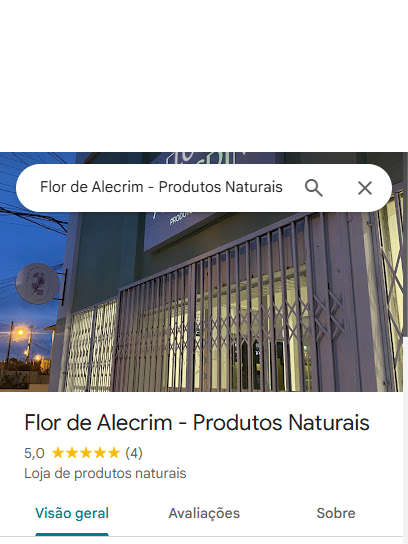 Flor de Alecrim - Produtos Naturais
Flor de Alecrim - Produtos Naturais
5,0 ★★★★★ (4)
Loja de produtos naturais
Visão geral
Avaliações
Sobre